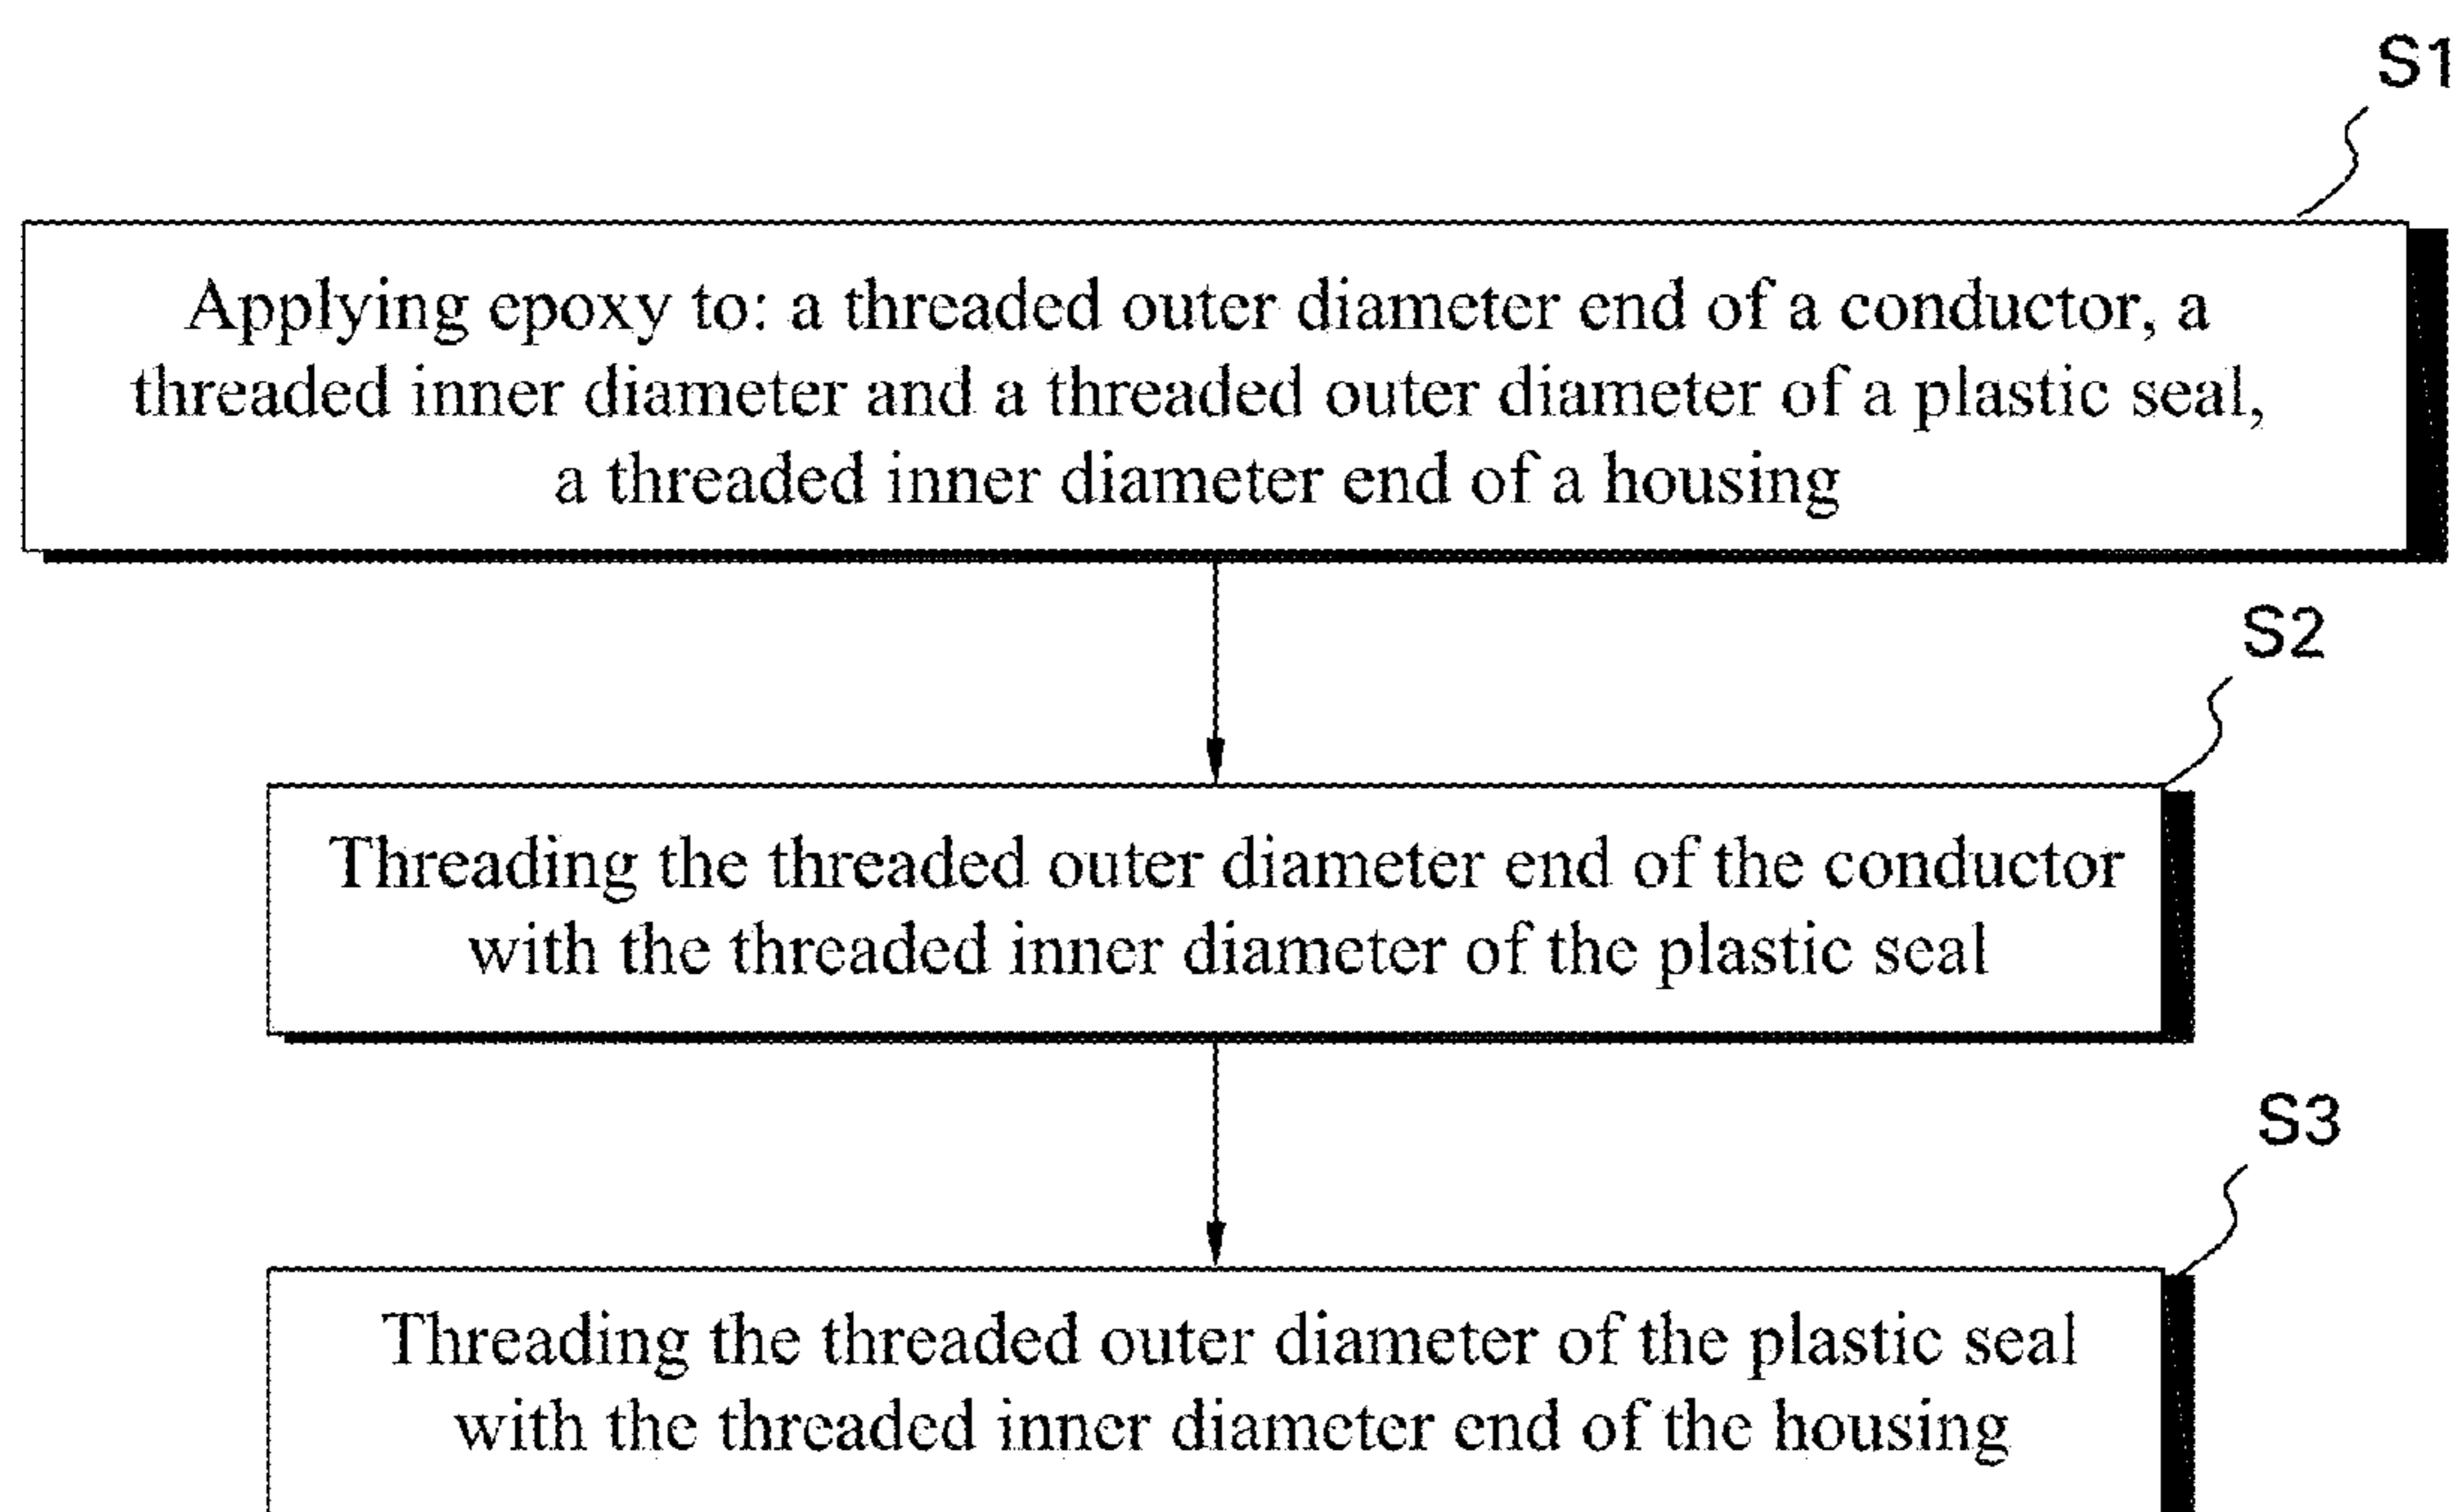 S1
Applying epoxy to: a threaded outer diameter end of a conductor, a
threaded inner diameter and a threaded outer diameter of a plastic seal,
a threaded inner diameter end of a housing
S2
Threading the threaded outer diameter end of the conductor
with the threaded inner diameter of the plastic seal
S3
Threading the threaded outer diameter of the plastic seal
with the threaded inner diameter end of the housing